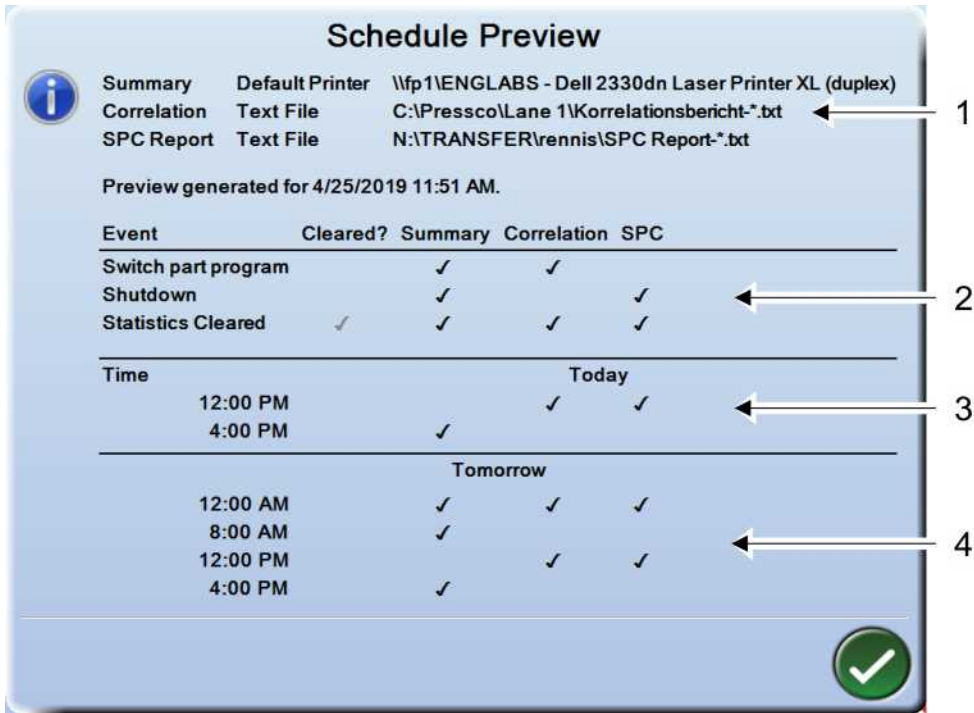 Schedule Preview
Summary Default Printer \\fp1\ENGLABS - Dell 2330dn Laser Printer XL (duplex)
Correlation Text File C:\Pressco\Lane 1\Korrelationsbericht-*.txt 1
SPC Report Text File N:\TRANSFER\rennis\SPC Report-*.txt
Preview generated for 4/25/2019 11:51 AM.
Event Cleared? Summary Correlation SPC
Switch part program ✓ ✓
Shutdown ✓ ✓ 2
Statistics Cleared ✓ ✓ ✓ ✓
Time Today
12:00 PM ✓ ✓ 3
4:00 PM ✓
Tomorrow
12:00 AM ✓ ✓ ✓
8:00 AM ✓ 4
12:00 PM ✓ ✓
4:00 PM ✓